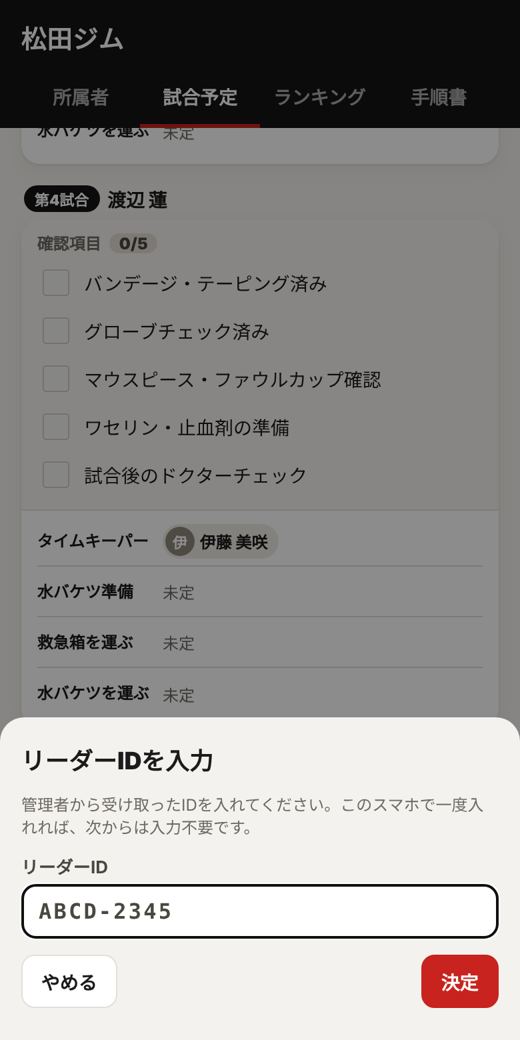 松田ジム
所属者 試合予定 ランキング 手順書
水バケツを運ぶ 未定
第4試合 渡辺 蓮
確認項目 0/5
バンデージ・テーピング済み
グローブチェック済み
マウスピース・ファウルカップ確認
ワセリン・止血剤の準備
試合後のドクターチェック
タイムキーパー 伊 伊藤 美咲
水バケツ準備 未定
救急箱を運ぶ 未定
水バケツを運ぶ 未定
リーダーIDを入力
管理者から受け取ったIDを入れてください。このスマホで一度入
れれば、次からは入力不要です。
リーダーID
ABCD-2345
やめる 決定